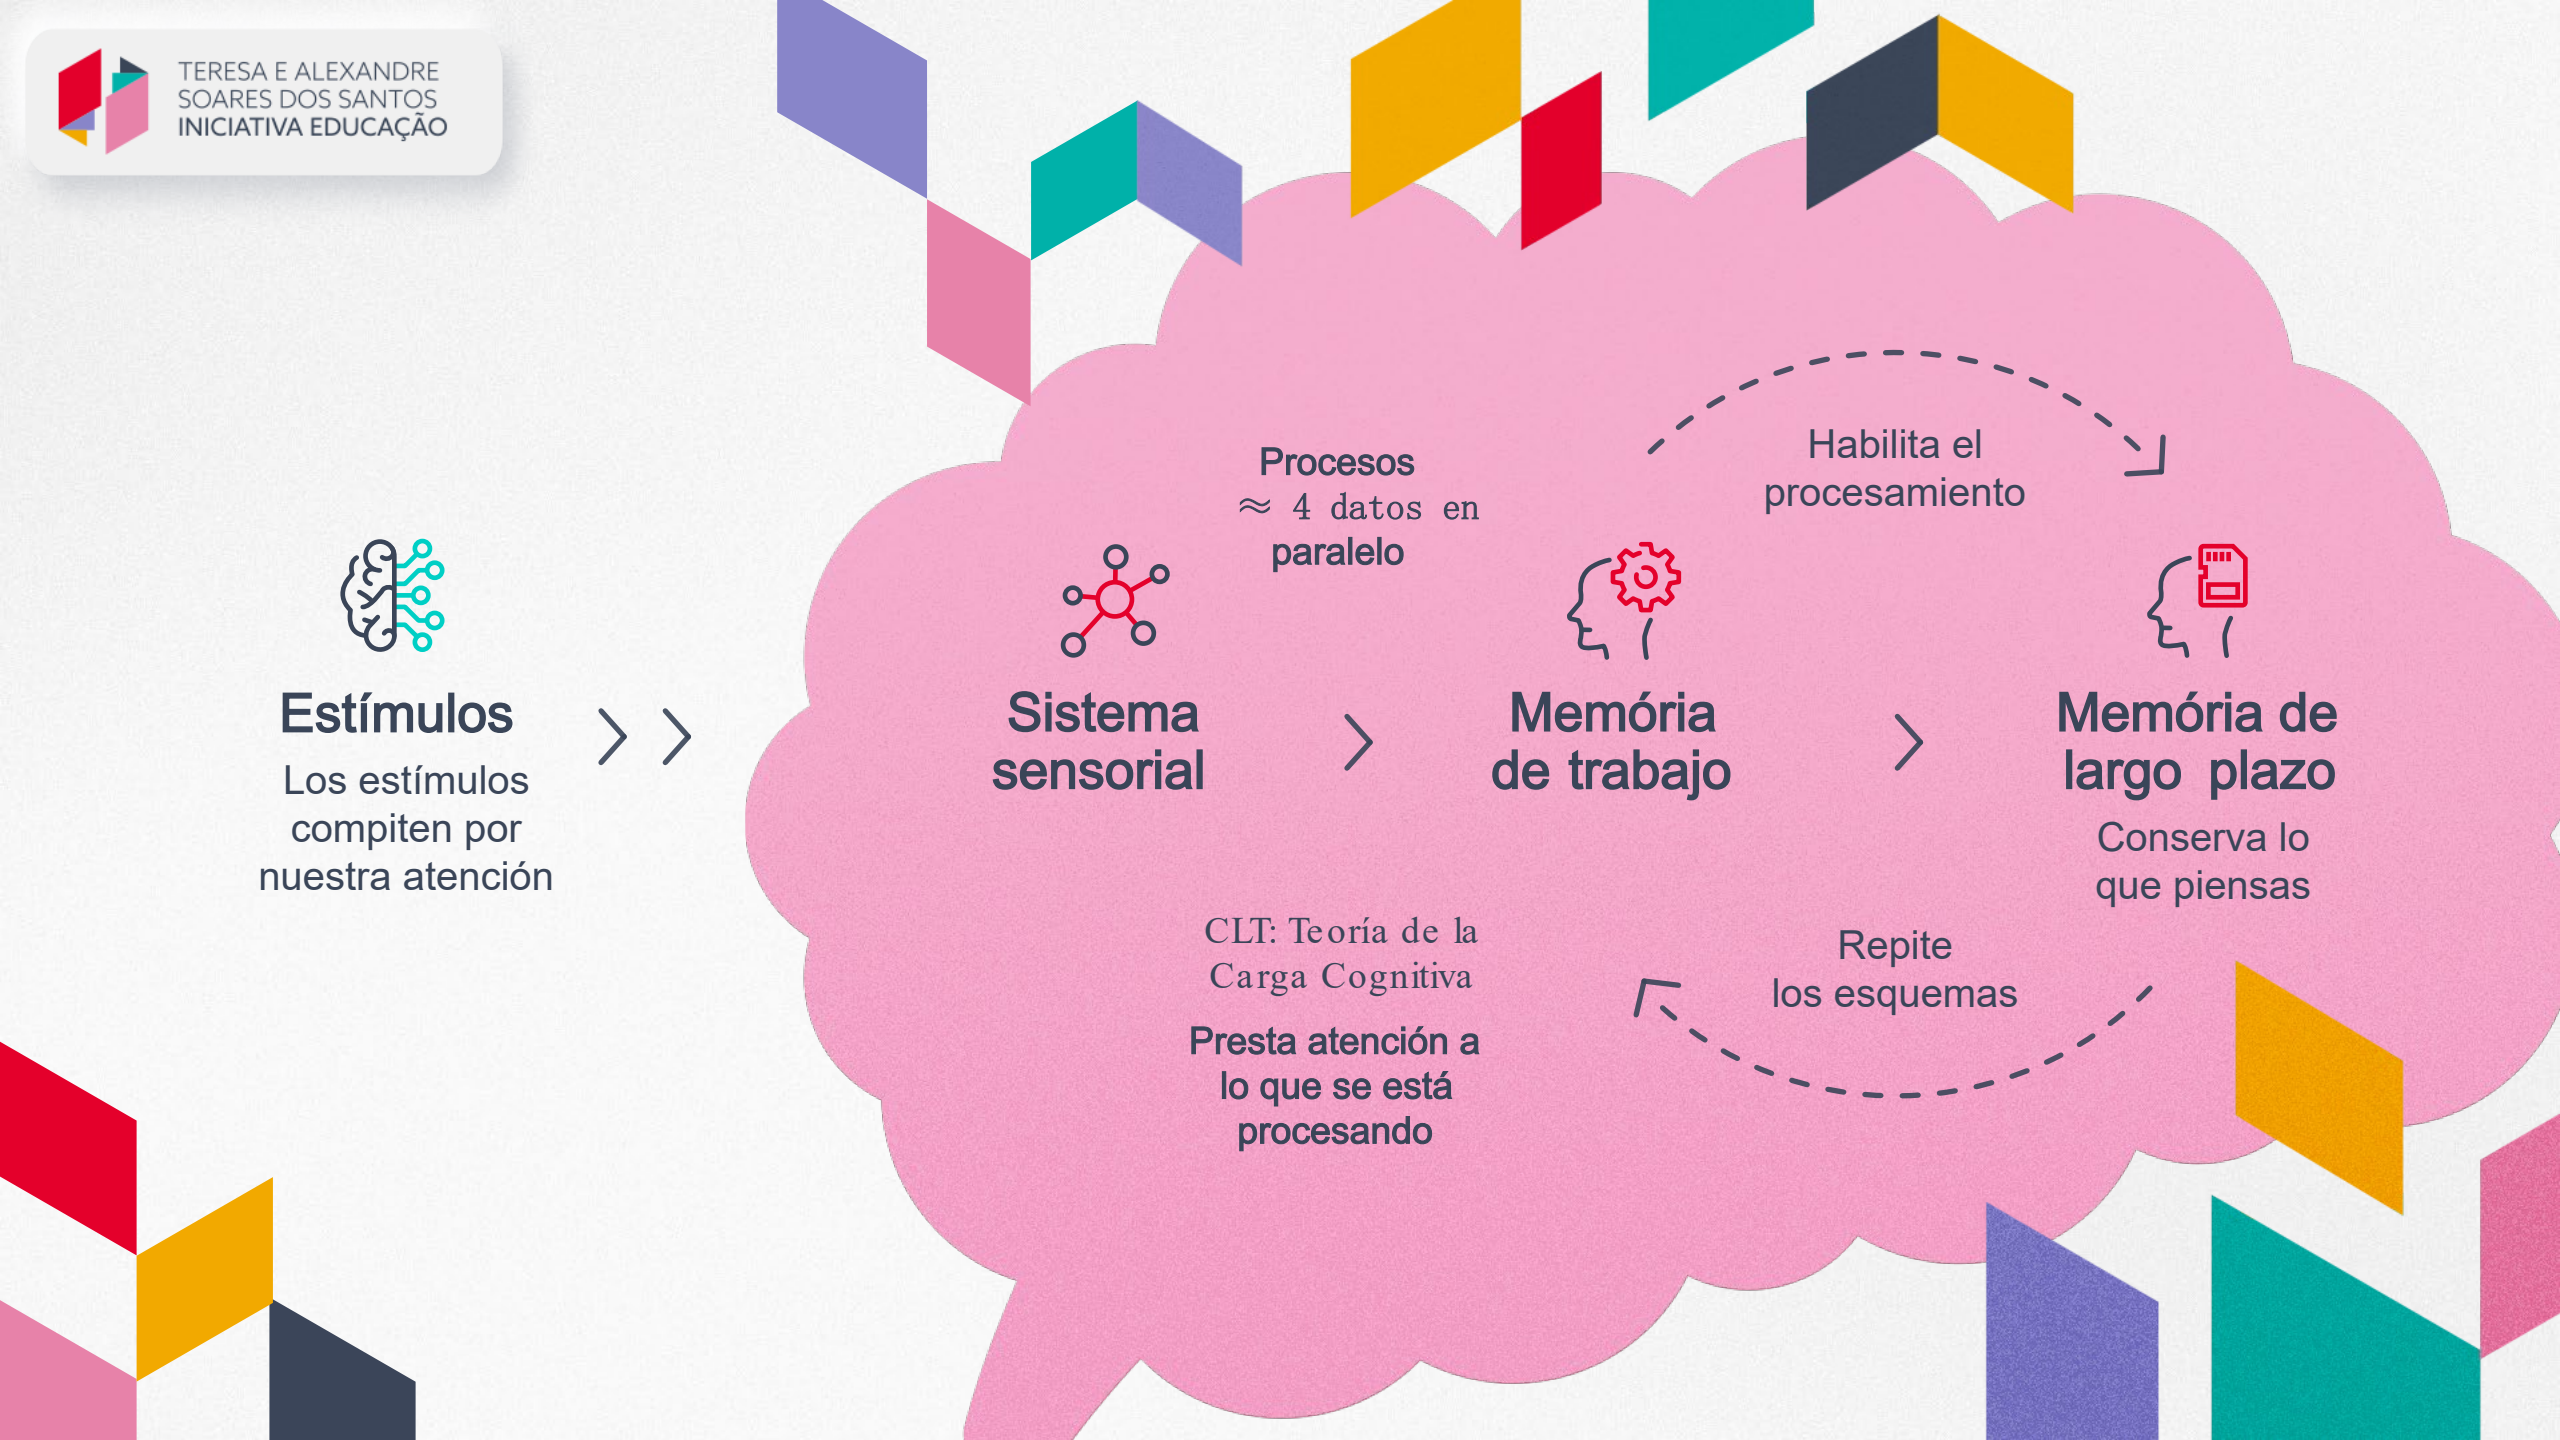 TERESA E ALEXANDRE
SOARES DOS SANTOS
INICIATIVA EDUCAÇÃO
Estímulos
Los estímulos
compiten por
nuestra atención
Procesos
≈ 4 datos en
paralelo
Sistema
sensorial
CLT: Teoría de la
Carga Cognitiva
Presta atención a
lo que se está
procesando
Memória
de trabajo
Habilita el
procesamiento
Repite
los esquemas
Memória de
largo plazo
Conserva lo
que piensas